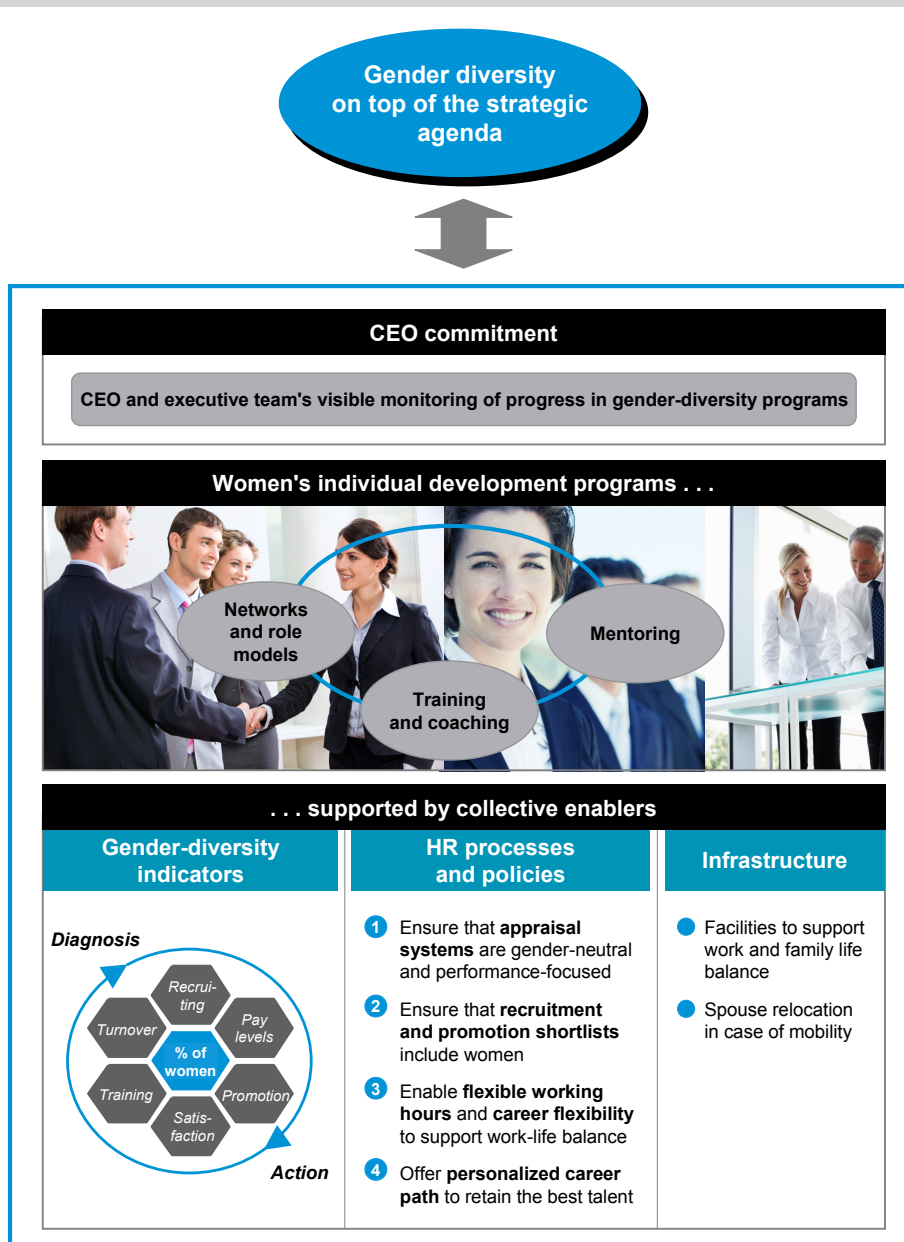 Gender diversity
on top of the strategic
agenda
CEO commitment
CEO and executive team's visible monitoring of progress in gender-diversity programs
Women's individual development programs . . .
Networks
and role
models
Training
and coaching
Mentoring
. . . supported by collective enablers
Gender-diversity
indicators
Diagnosis
Recrui-
ting
Turnover
Pay
levels
% of
women
Training
Promotion
Satis-
faction
Action
HR processes
and policies
1 Ensure that appraisal
systems are gender-neutral
and performance-focused
2 Ensure that recruitment
and promotion shortlists
include women
3 Enable flexible working
hours and career flexibility
to support work-life balance
4 Offer personalized career
path to retain the best talent
Infrastructure
Facilities to support
work and family life
balance
Spouse relocation
in case of mobility